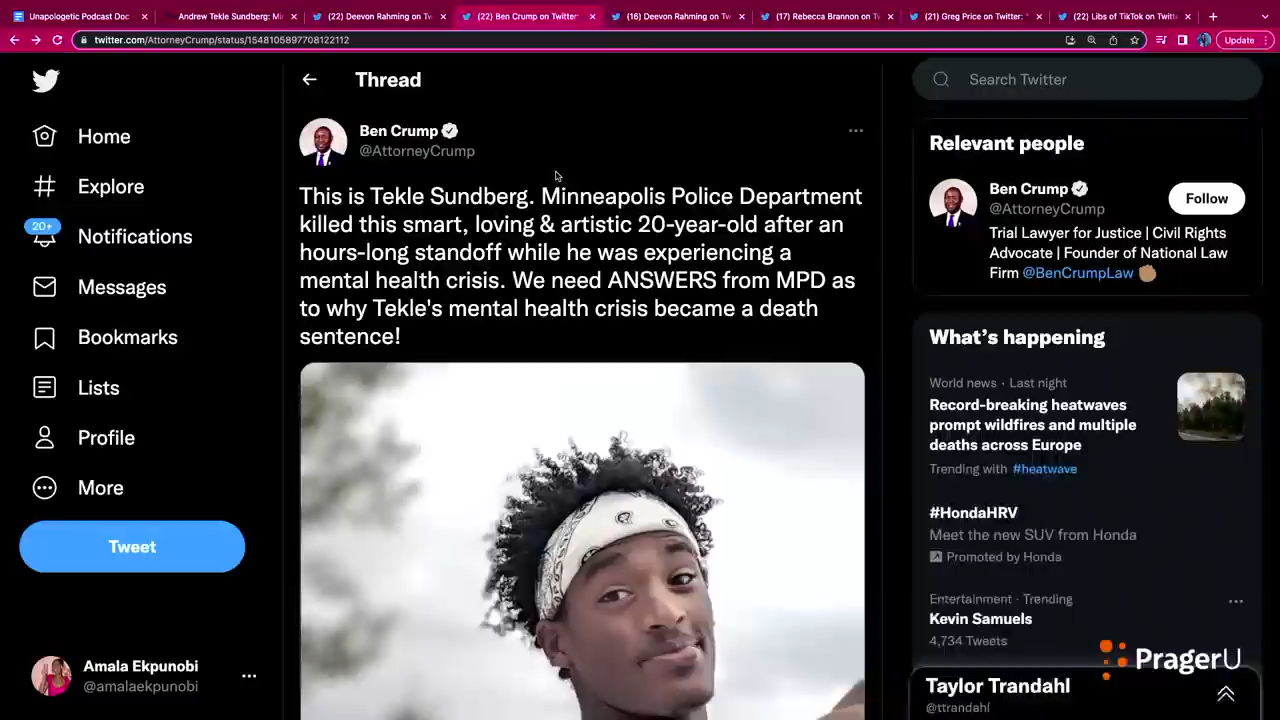 Unapologetic Podcast Doc
Andrew Tekle Sundberg: Mi
(22) Deevon Rahming on Tw
(22) Ben Crump on Twitter
(16) Deevon Rahming on Tw
(17) Rebecca Brannon on Tw
(21) Greg Price on Twitter: "
(22) Libs of TikTok on Twitt
twitter.com/AttorneyCrump/status/1548105897708122112
Update
Home
Explore
20+
Notifications
Messages
Bookmarks
Lists
Profile
More
Tweet
Amala Ekpunobi
@amalaekpunobi
Thread
Ben Crump
@AttorneyCrump
This is Tekle Sundberg. Minneapolis Police Department
killed this smart, loving & artistic 20-year-old after an
hours-long standoff while he was experiencing a
mental health crisis. We need ANSWERS from MPD as
to why Tekle's mental health crisis became a death
sentence!
Search Twitter
Relevant people
Ben Crump
@AttorneyCrump
Follow
Trial Lawyer for Justice | Civil Rights
Advocate | Founder of National Law
Firm @BenCrumpLaw
What's happening
World news · Last night
Record-breaking heatwaves
prompt wildfires and multiple
deaths across Europe
Trending with #heatwave
#HondaHRV
Meet the new SUV from Honda
Promoted by Honda
Entertainment · Trending
Kevin Samuels
4,734 Tweets
PragerU
Taylor Trandahl
@ttrandahl